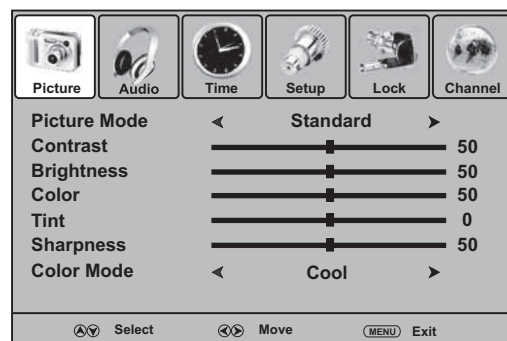 Picture Audio Time Setup Lock Channel
Picture Mode Standard
Contrast 50
Brightness 50
Color 50
Tint 0
Sharpness 50
Color Mode Cool
Select Move MENU Exit